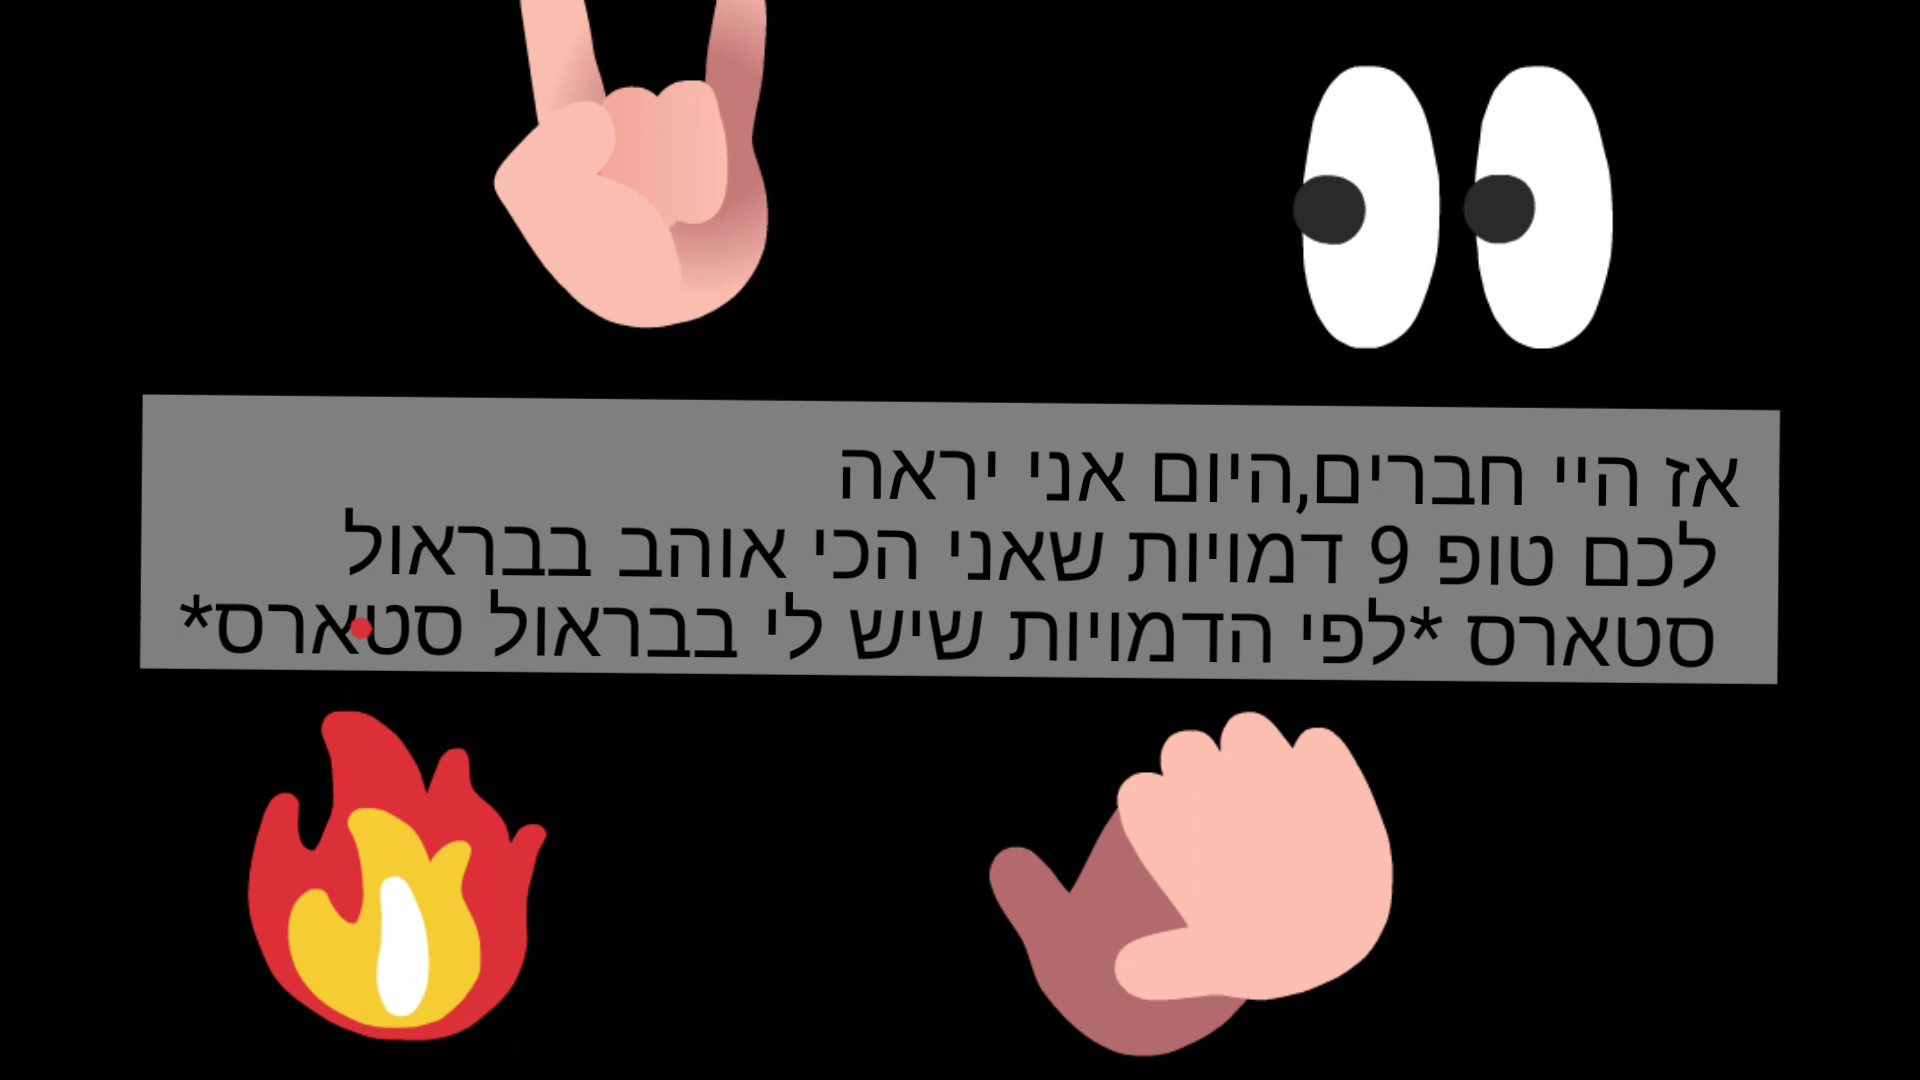 אז היי חברים,היום אני יראה
לכם טופ 9 דמויות שאני הכי אוהב בבראול
סטארס *לפי הדמויות שיש לי בבראול סטארס*